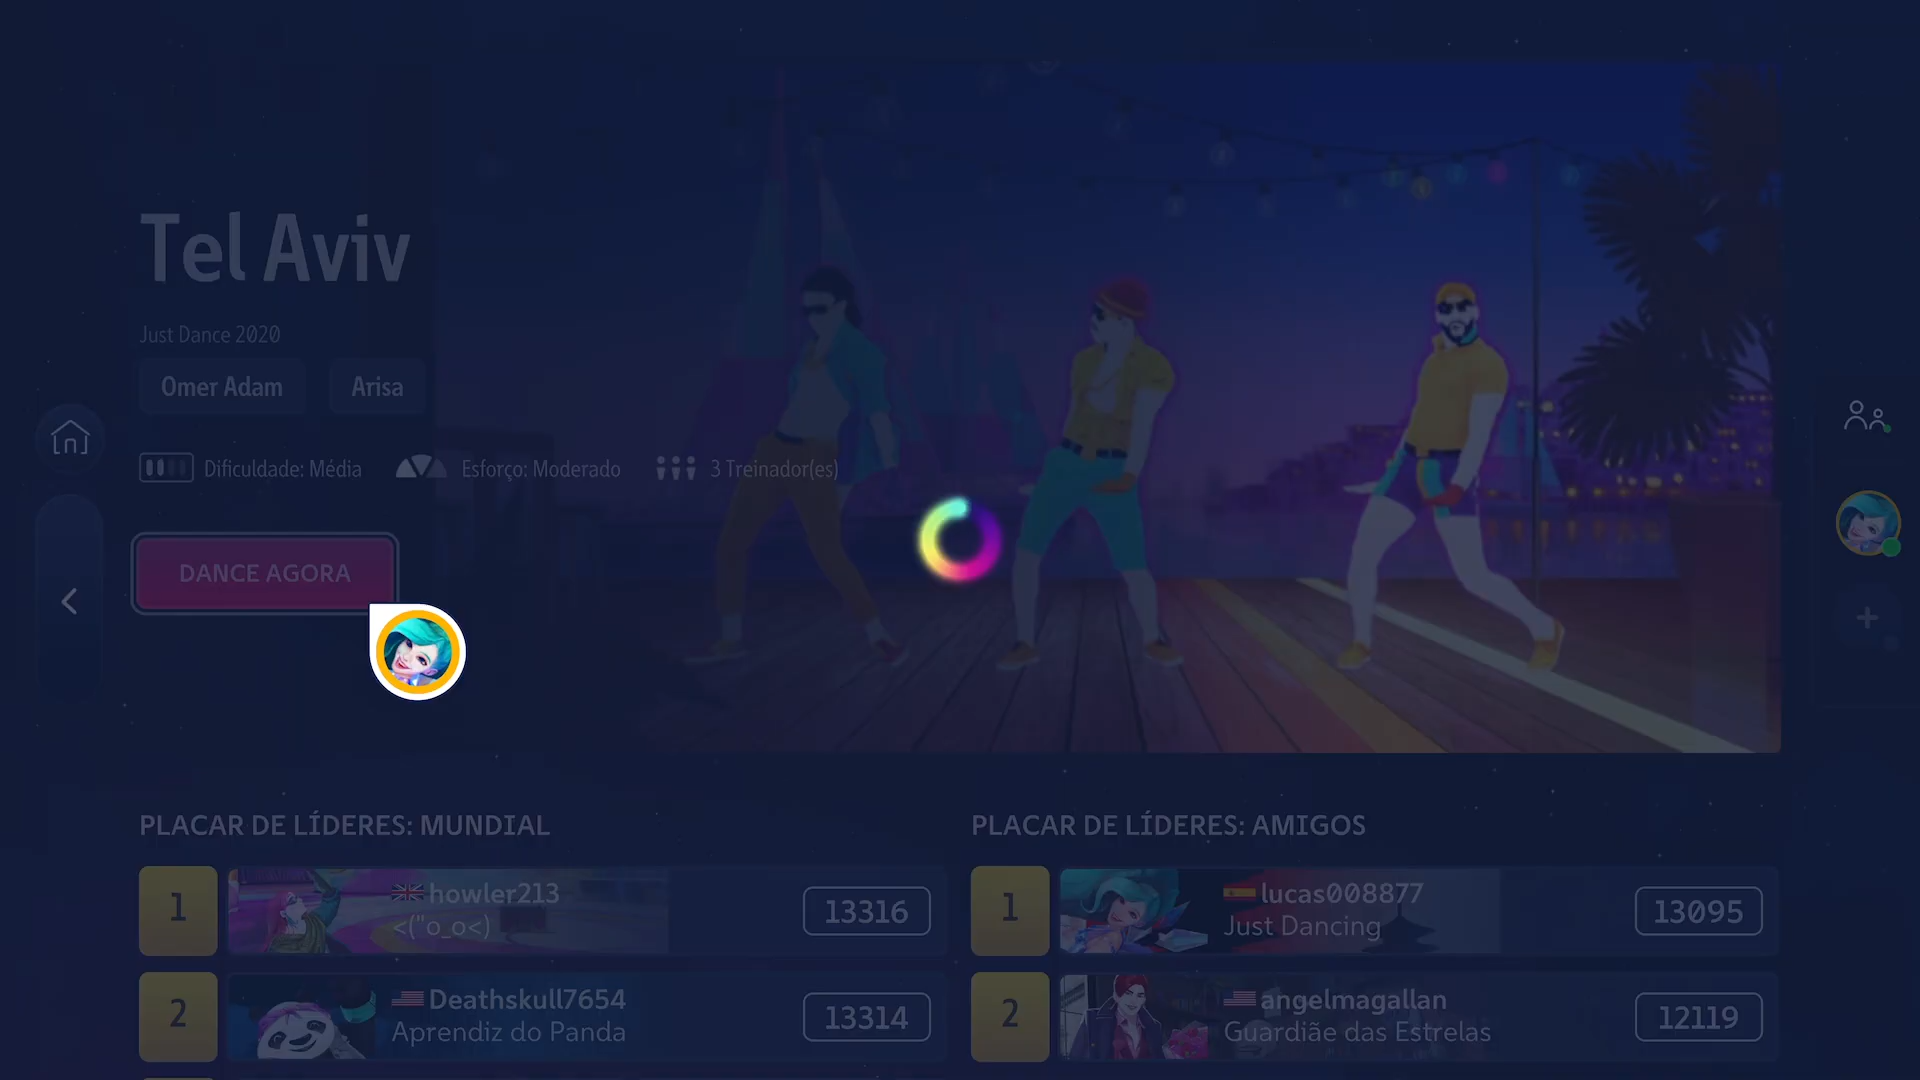 Tel Aviv
Just Dance 2020
Omer Adam
Arisa
Dificuldade: Média
Esforço: Moderado
3 Treinador(es)
DANCE AGORA
PLACAR DE LÍDERES: MUNDIAL
1
howler213
<("o_o<)
13316
2
Deathskull7654
Aprendiz do Panda
13314
PLACAR DE LÍDERES: AMIGOS
1
lucas008877
Just Dancing
13095
2
angelmagallan
Guardiãe das Estrelas
12119